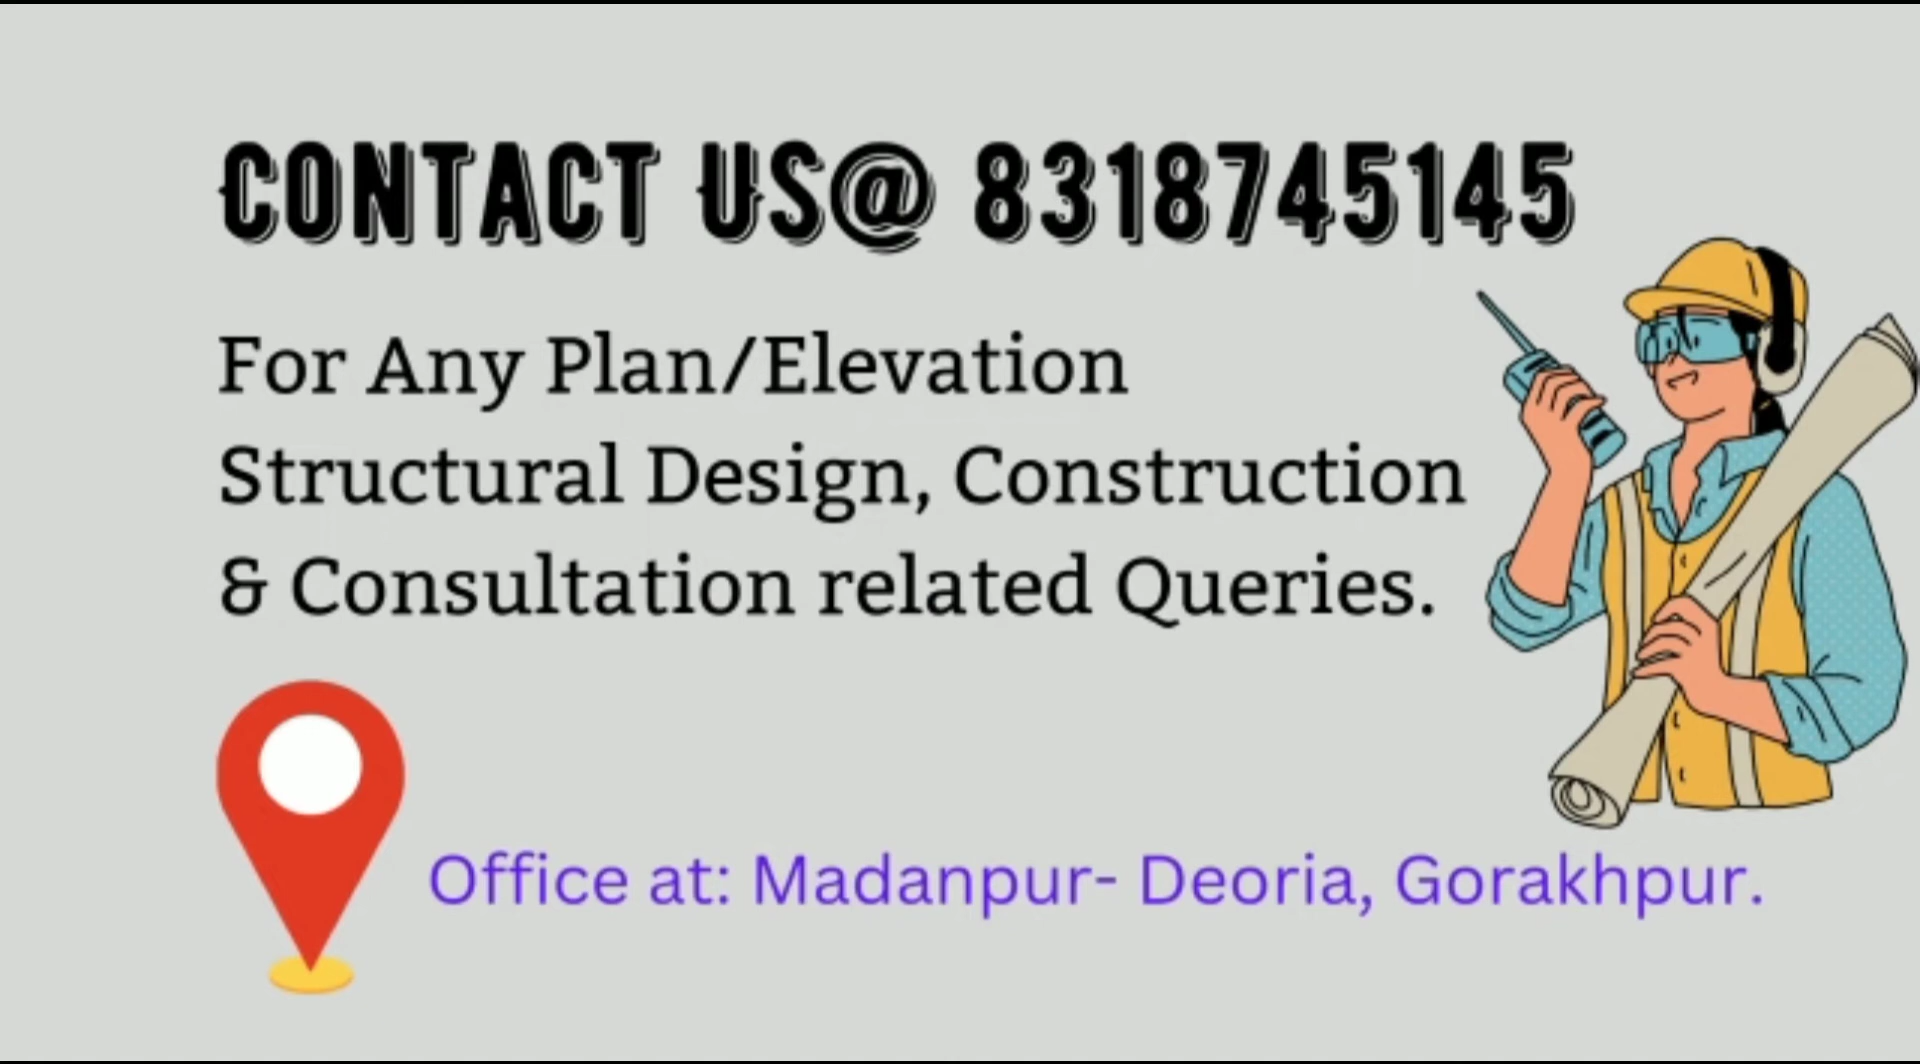 CONTACT US@ 8318745145
For Any Plan/Elevation
Structural Design, Construction
& Consultation related Queries.
Office at: Madanpur- Deoria, Gorakhpur.